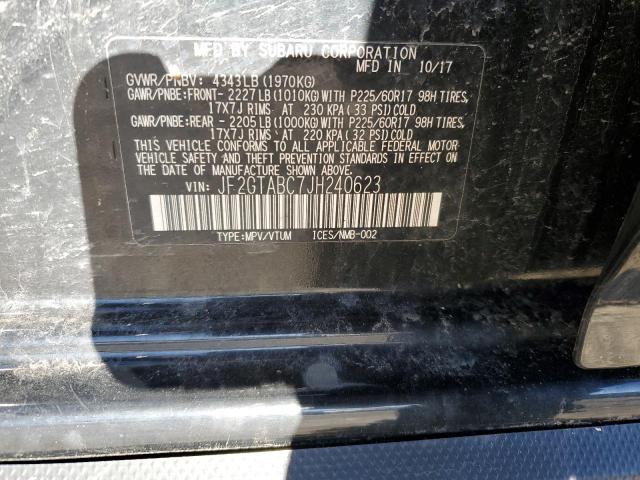 MFD BY SUBARU CORPORATION
MFD IN 10/17
GVWR/PNBV: 4343LB(1970KG)
GAWR/PNBE:FRONT- 2227LB(1010KG)WITH P225/60R17 98H TIRES,
17X7J RIMS AT 230 KPA(33 PSI)COLD
GAWR/PNBE:REAR - 2205LB(1000KG)WITH P225/60R17 98H TIRES,
17X7J RIMS AT 220 KPA(32 PSI)COLD
THIS VEHICLE CONFORMS TO ALL APPLICABLE FEDERAL MOTOR
VEHICLE SAFETY AND THEFT PREVENTION STANDARDS IN EFFECT ON
THE DATE OF MANUFACTURE SHOWN ABOVE.
VIN: JF2GTABC7JH240623
TYPE:MPV/VTUM ICES/NMB-002